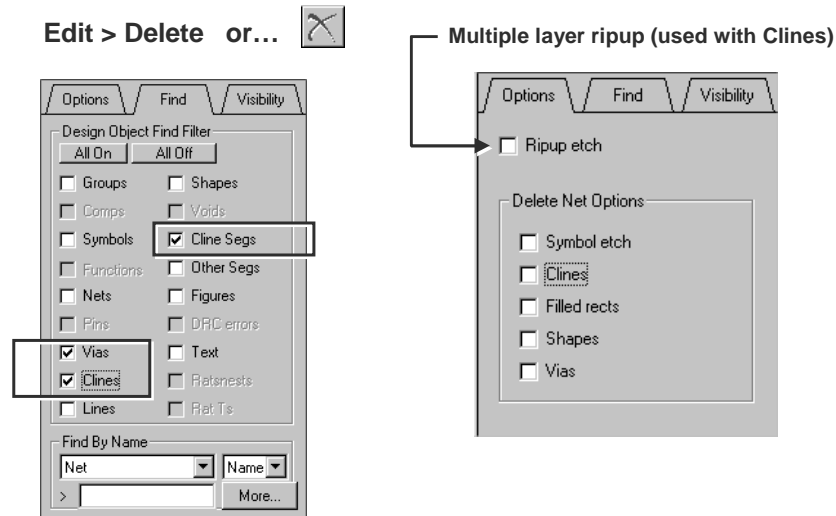 Edit > Delete or…
Multiple layer ripup (used with Clines)
Options Find Visibility
Design Object Find Filter
All On All Off
Groups Shapes
Comps Voids
Symbols Cline Segs
Functions Other Segs
Nets Figures
Pins DRC errors
Vias Text
Clines Ratsnests
Lines Rat Ts
Find By Name
Net Name
> More...
Options Find Visibility
Ripup etch
Delete Net Options
Symbol etch
Clines
Filled rects
Shapes
Vias